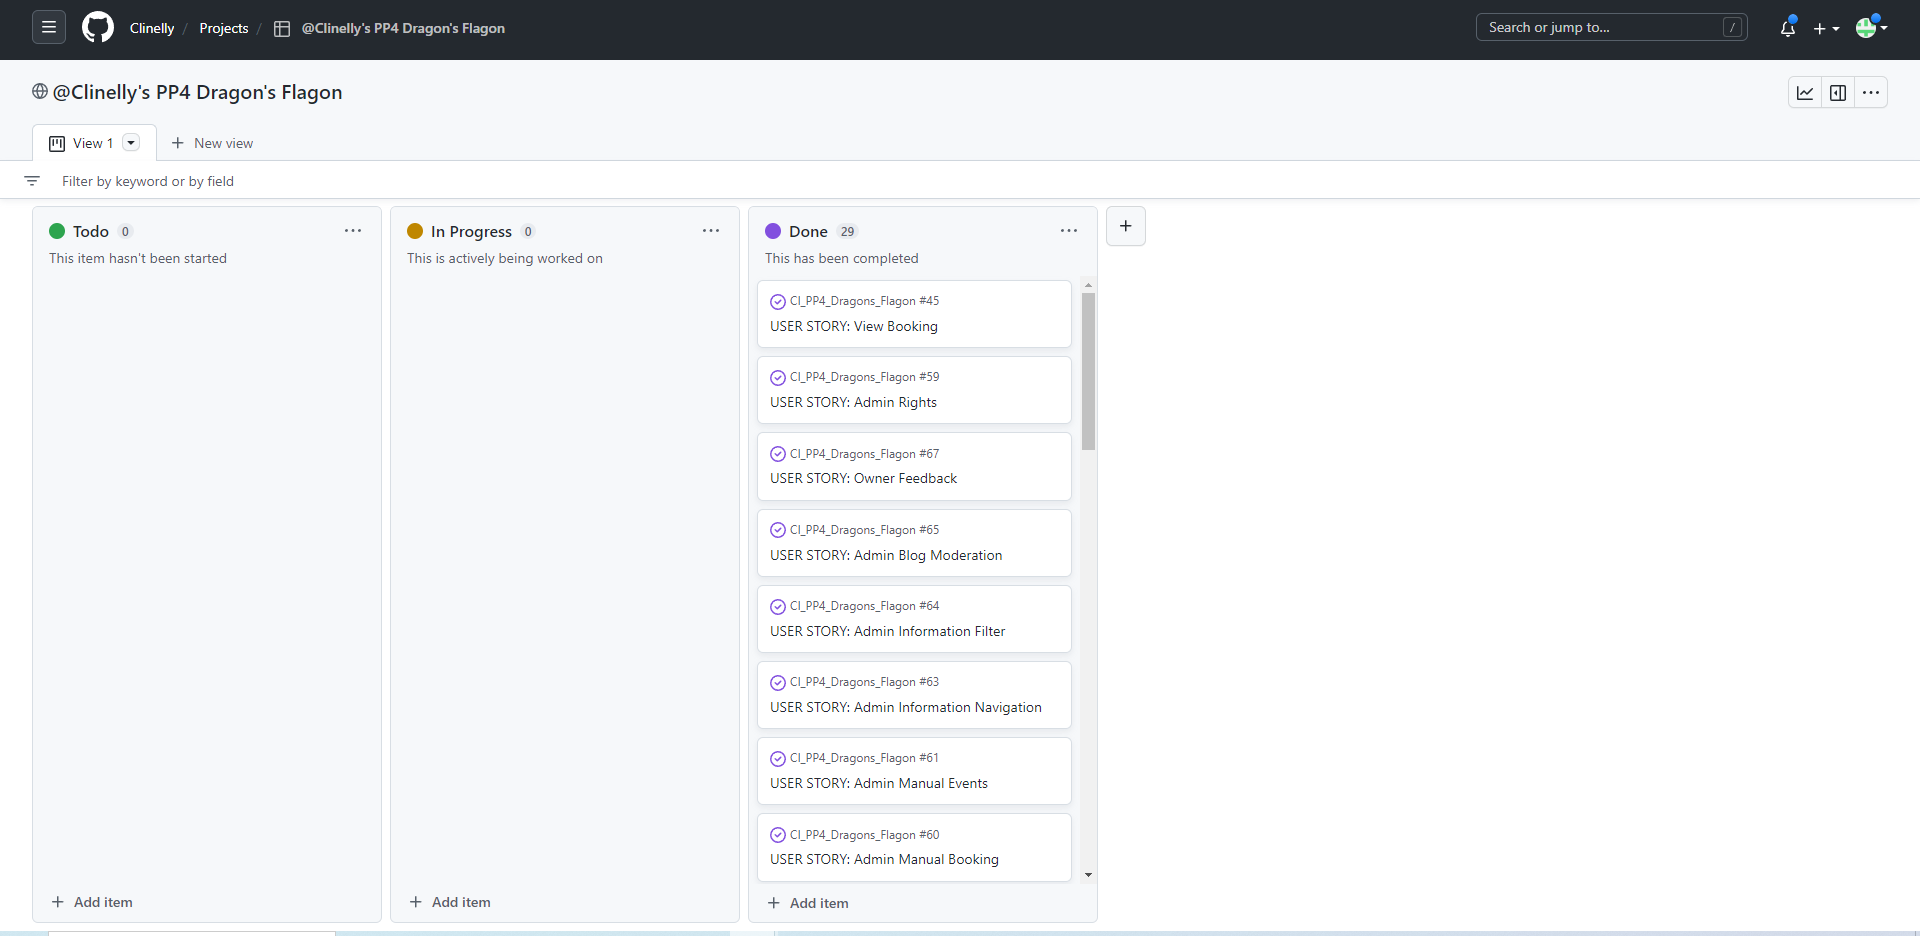 Clinelly / Projects / @Clinelly's PP4 Dragon's Flagon
Search or jump to... /
@Clinelly's PP4 Dragon's Flagon
View 1
New view
Filter by keyword or by field
Todo 0
This item hasn't been started
Add item
In Progress 0
This is actively being worked on
Add item
Done 29
This has been completed
CI_PP4_Dragons_Flagon #45
USER STORY: View Booking
CI_PP4_Dragons_Flagon #59
USER STORY: Admin Rights
CI_PP4_Dragons_Flagon #67
USER STORY: Owner Feedback
CI_PP4_Dragons_Flagon #65
USER STORY: Admin Blog Moderation
CI_PP4_Dragons_Flagon #64
USER STORY: Admin Information Filter
CI_PP4_Dragons_Flagon #63
USER STORY: Admin Information Navigation
CI_PP4_Dragons_Flagon #61
USER STORY: Admin Manual Events
CI_PP4_Dragons_Flagon #60
USER STORY: Admin Manual Booking
Add item